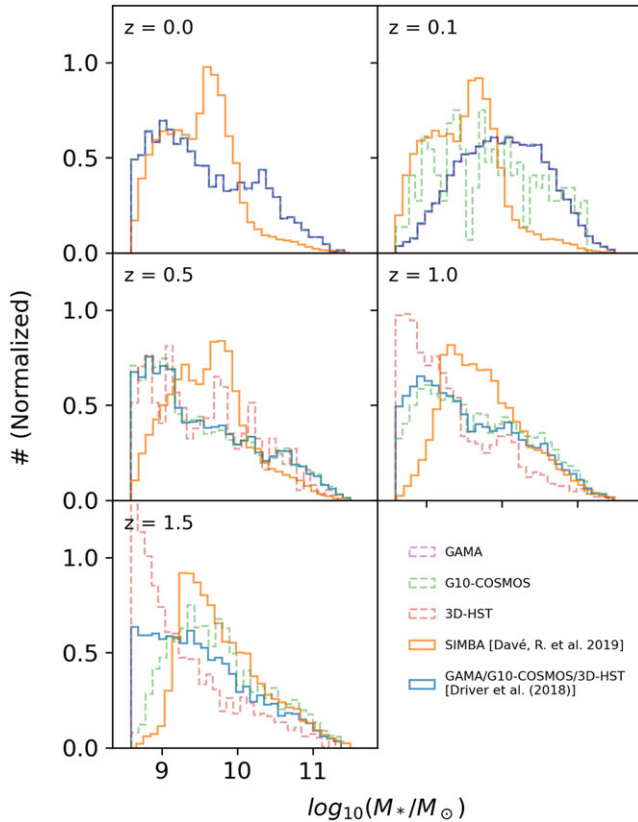 z = 0.0
z = 0.1
1.0
0.5
0.0
z = 0.5
z = 1.0
1.0
0.5
0.0
# (Normalized)
z = 1.5
1.0
0.5
0.0
9
10
11
log₁₀(M*/M⊙)
GAMA
G10-COSMOS
3D-HST
SIMBA [Davé, R. et al. 2019]
GAMA/G10-COSMOS/3D-HST
[Driver et al. (2018)]